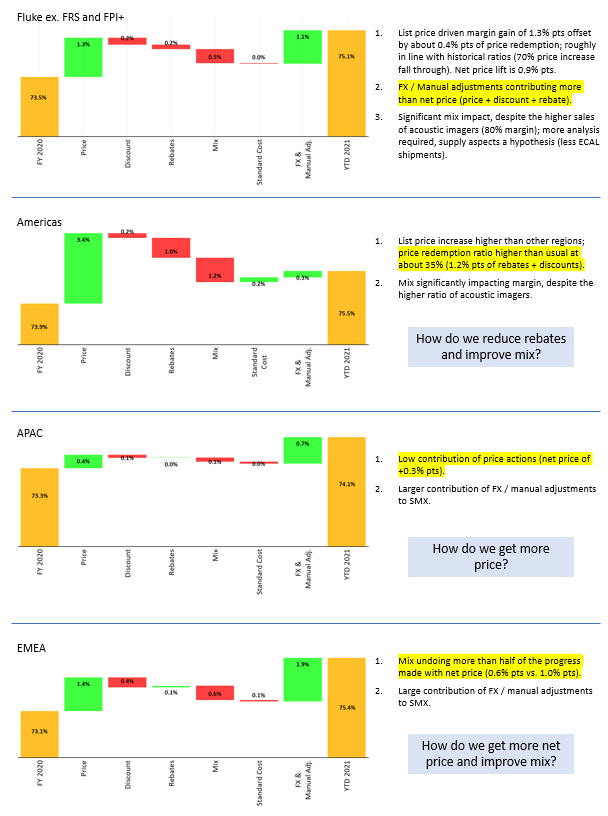 Fluke ex. FRS and FPI+
73.5%
1.3%
0.2%
0.2%
0.5%
0.0%
1.1%
75.1%
FY 2020
Price
Discount
Rebates
Mix
Standard Cost
FX &
Manual Adj.
YTD 2021
1. List price driven margin gain of 1.3% pts offset
by about 0.4% pts of price redemption; roughly
in line with historical ratios (70% price increase
fall through). Net price lift is 0.9% pts.
2. FX / Manual adjustments contributing more
than net price (price + discount + rebate).
3. Significant mix impact, despite the higher sales
of acoustic imagers (80% margin); more analysis
required, supply aspects a hypothesis (less ECAL
shipments).
Americas
73.9%
3.4%
0.2%
1.0%
1.2%
0.2%
0.3%
75.5%
FY 2020
Price
Discount
Rebates
Mix
Standard
Cost
FX &
Manual Adj.
YTD 2021
1. List price increase higher than other regions;
price redemption ratio higher than usual at
about 35% (1.2% pts of rebates + discounts).
2. Mix significantly impacting margin, despite the
higher ratio of acoustic imagers.
How do we reduce rebates
and improve mix?
APAC
73.3%
0.4%
0.1%
0.0%
0.1%
0.0%
0.7%
74.1%
FY 2020
Price
Discount
Rebates
Mix
Standard Cost
FX &
Manual Adj.
YTD 2021
1. Low contribution of price actions (net price of
+0.3% pts).
2. Larger contribution of FX / manual adjustments
to SMX.
How do we get more
price?
EMEA
73.1%
1.4%
0.4%
0.1%
0.6%
0.1%
1.9%
75.4%
FY 2020
Price
Discount
Rebates
Mix
Standard Cost
FX &
Manual Adj.
YTD 2021
1. Mix undoing more than half of the progress
made with net price (0.6% pts vs. 1.0% pts).
2. Large contribution of FX / manual adjustments
to SMX.
How do we get more net
price and improve mix?